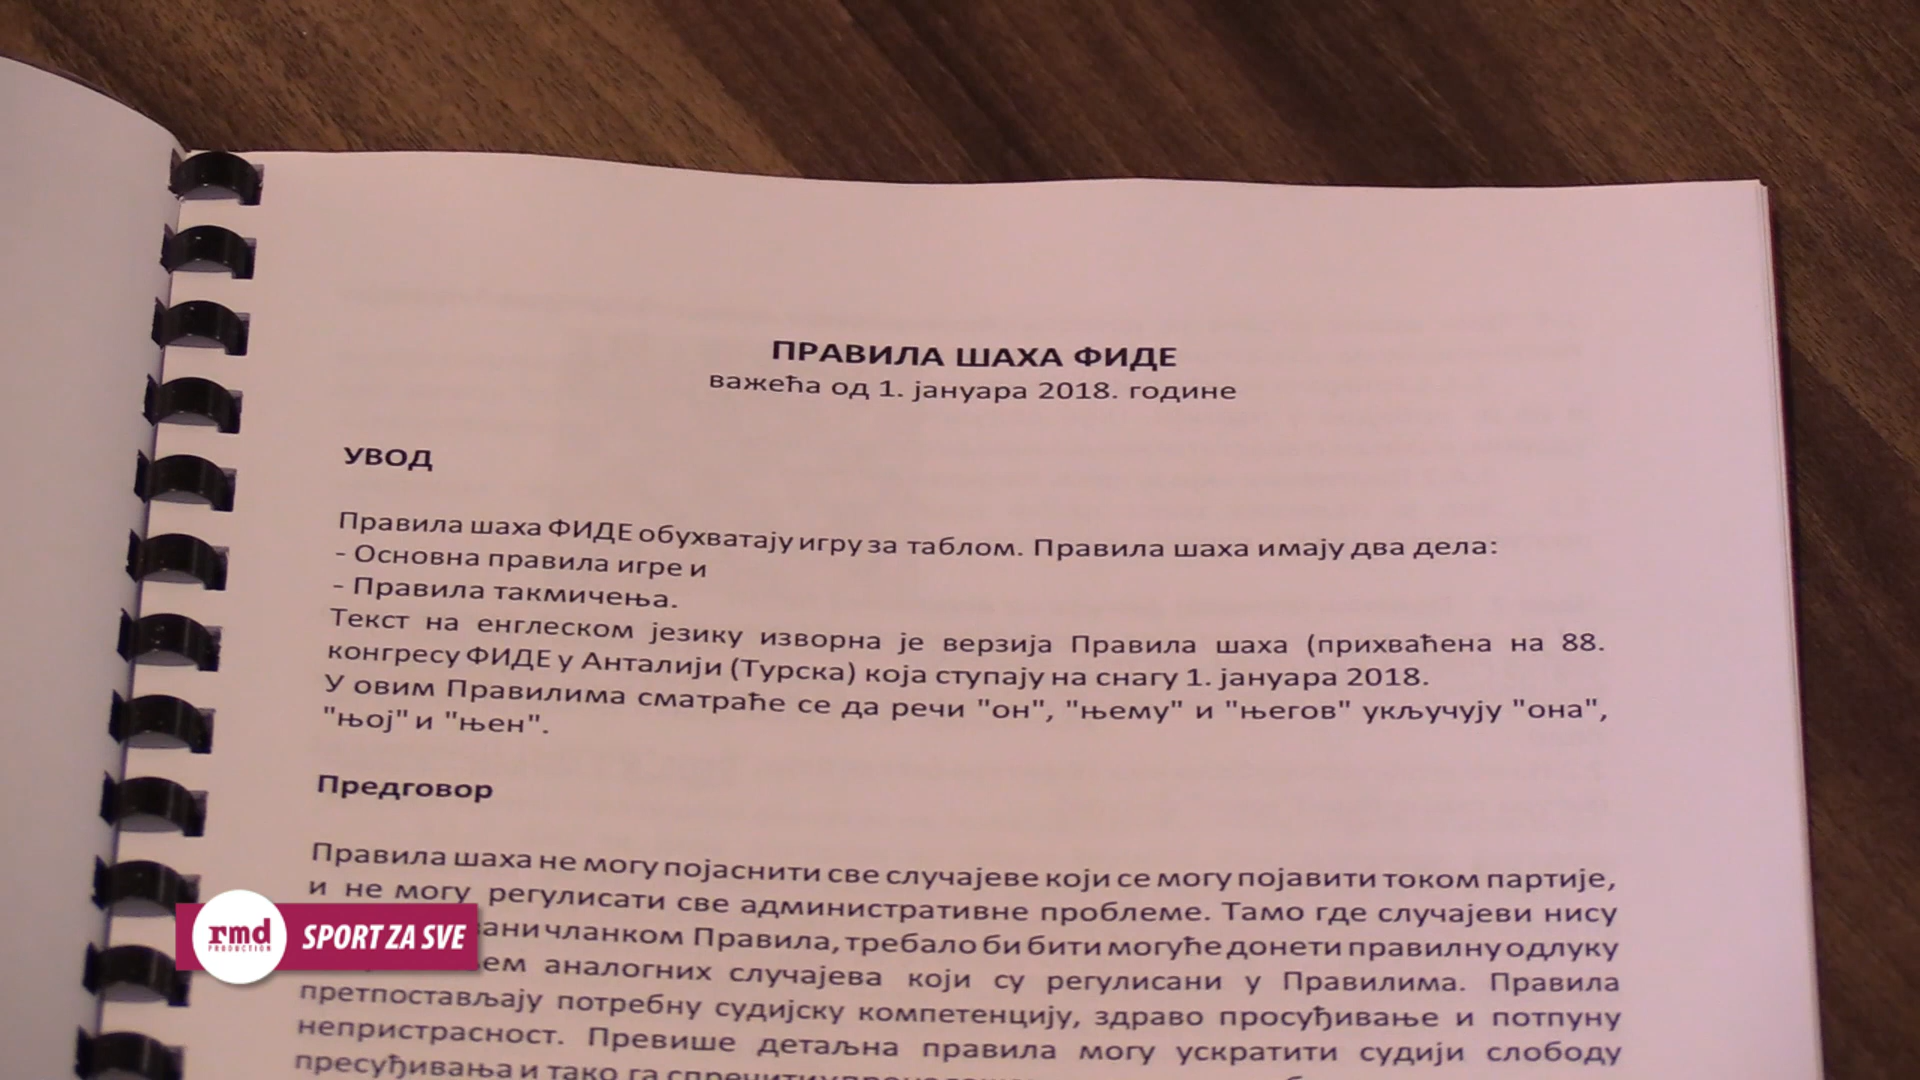 ПРАВИЛА ШАХА ФИДЕ
важећа од 1. јануара 2018. године
УВОД
Правила шаха ФИДЕ обухватају игру за таблом. Правила шаха имају два дела:
- Основна правила игре и
- Правила такмичења.
Текст на енглеском језику изворна је верзија Правила шаха (прихваћена на 88.
конгресу ФИДЕ у Анталији (Турска) која ступају на снагу 1. јануара 2018.
У овим Правилима сматраће се да речи "он", "њему" и "његов" укључују "она",
"њој" и "њен".
Предговор
Правила шаха не могу појаснити све случајеве који се могу појавити током партије,
и не могу регулисати све административне проблеме. Тамо где случајеви нису
чланком Правила, требало би бити могуће донети правилну одлуку
аналогних случајева који су регулисани у Правилима. Правила
претпостављају потребну судијску компетенцију, здраво просуђивање и потпуну
непристрасност. Превише детаљна правила могу ускратити судији слободу
пресуђивања и тако га
rmd
PRODUCTION
SPORT ZA SVE